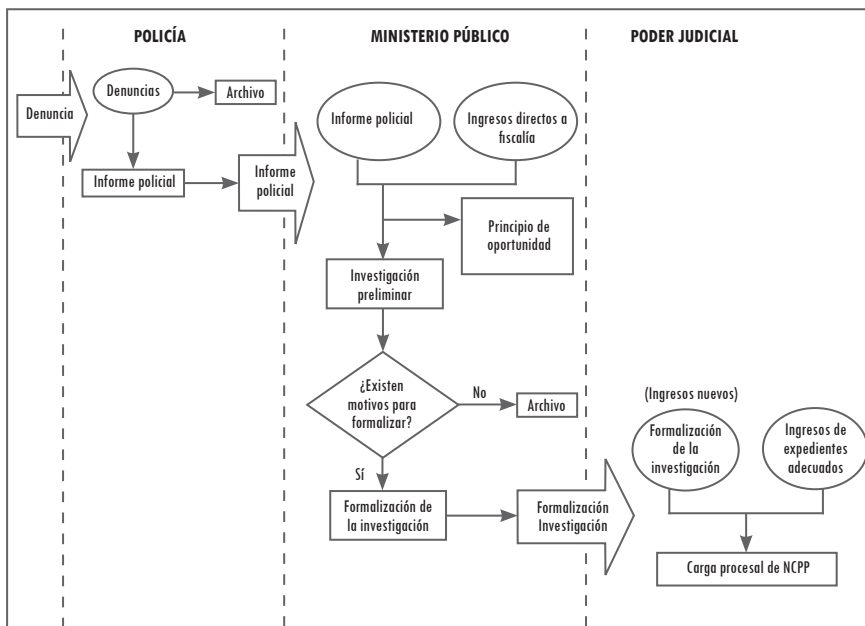 POLICÍA
MINISTERIO PÚBLICO
PODER JUDICIAL
Denuncia
Denuncias
Archivo
Informe policial
Informe
policial
Informe policial
Ingresos directos a
fiscalía
Principio de
oportunidad
Investigación
preliminar
¿Existen
motivos para
formalizar?
No
Archivo
Sí
Formalización de
la investigación
Formalización
Investigación
(Ingresos nuevos)
Formalización
de la
investigación
Ingresos de
expedientes
adecuados
Carga procesal de NCPP